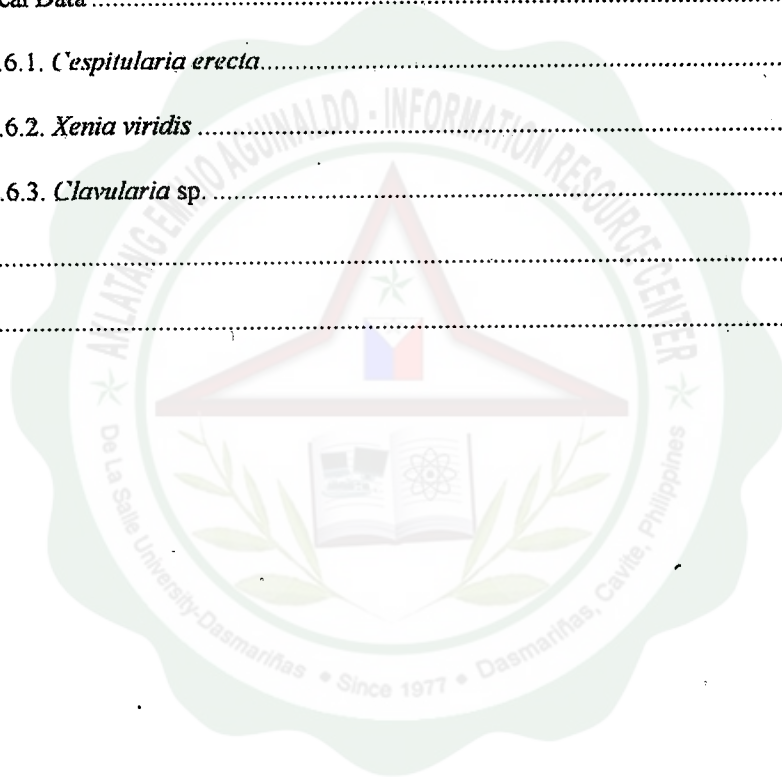 cal Data ....................................................................................
.6.1. Cespitularia erecta....................................................................................
.6.2. Xenia viridis ....................................................................................
.6.3. Clavularia sp. ....................................................................................
....................................................................................
....................................................................................
AKLATANG EMILIO AGUINALDO - INFORMATION RESOURCE CENTER
De La Salle University-Dasmariñas • Since 1977 • Dasmariñas, Cavite, Philippines